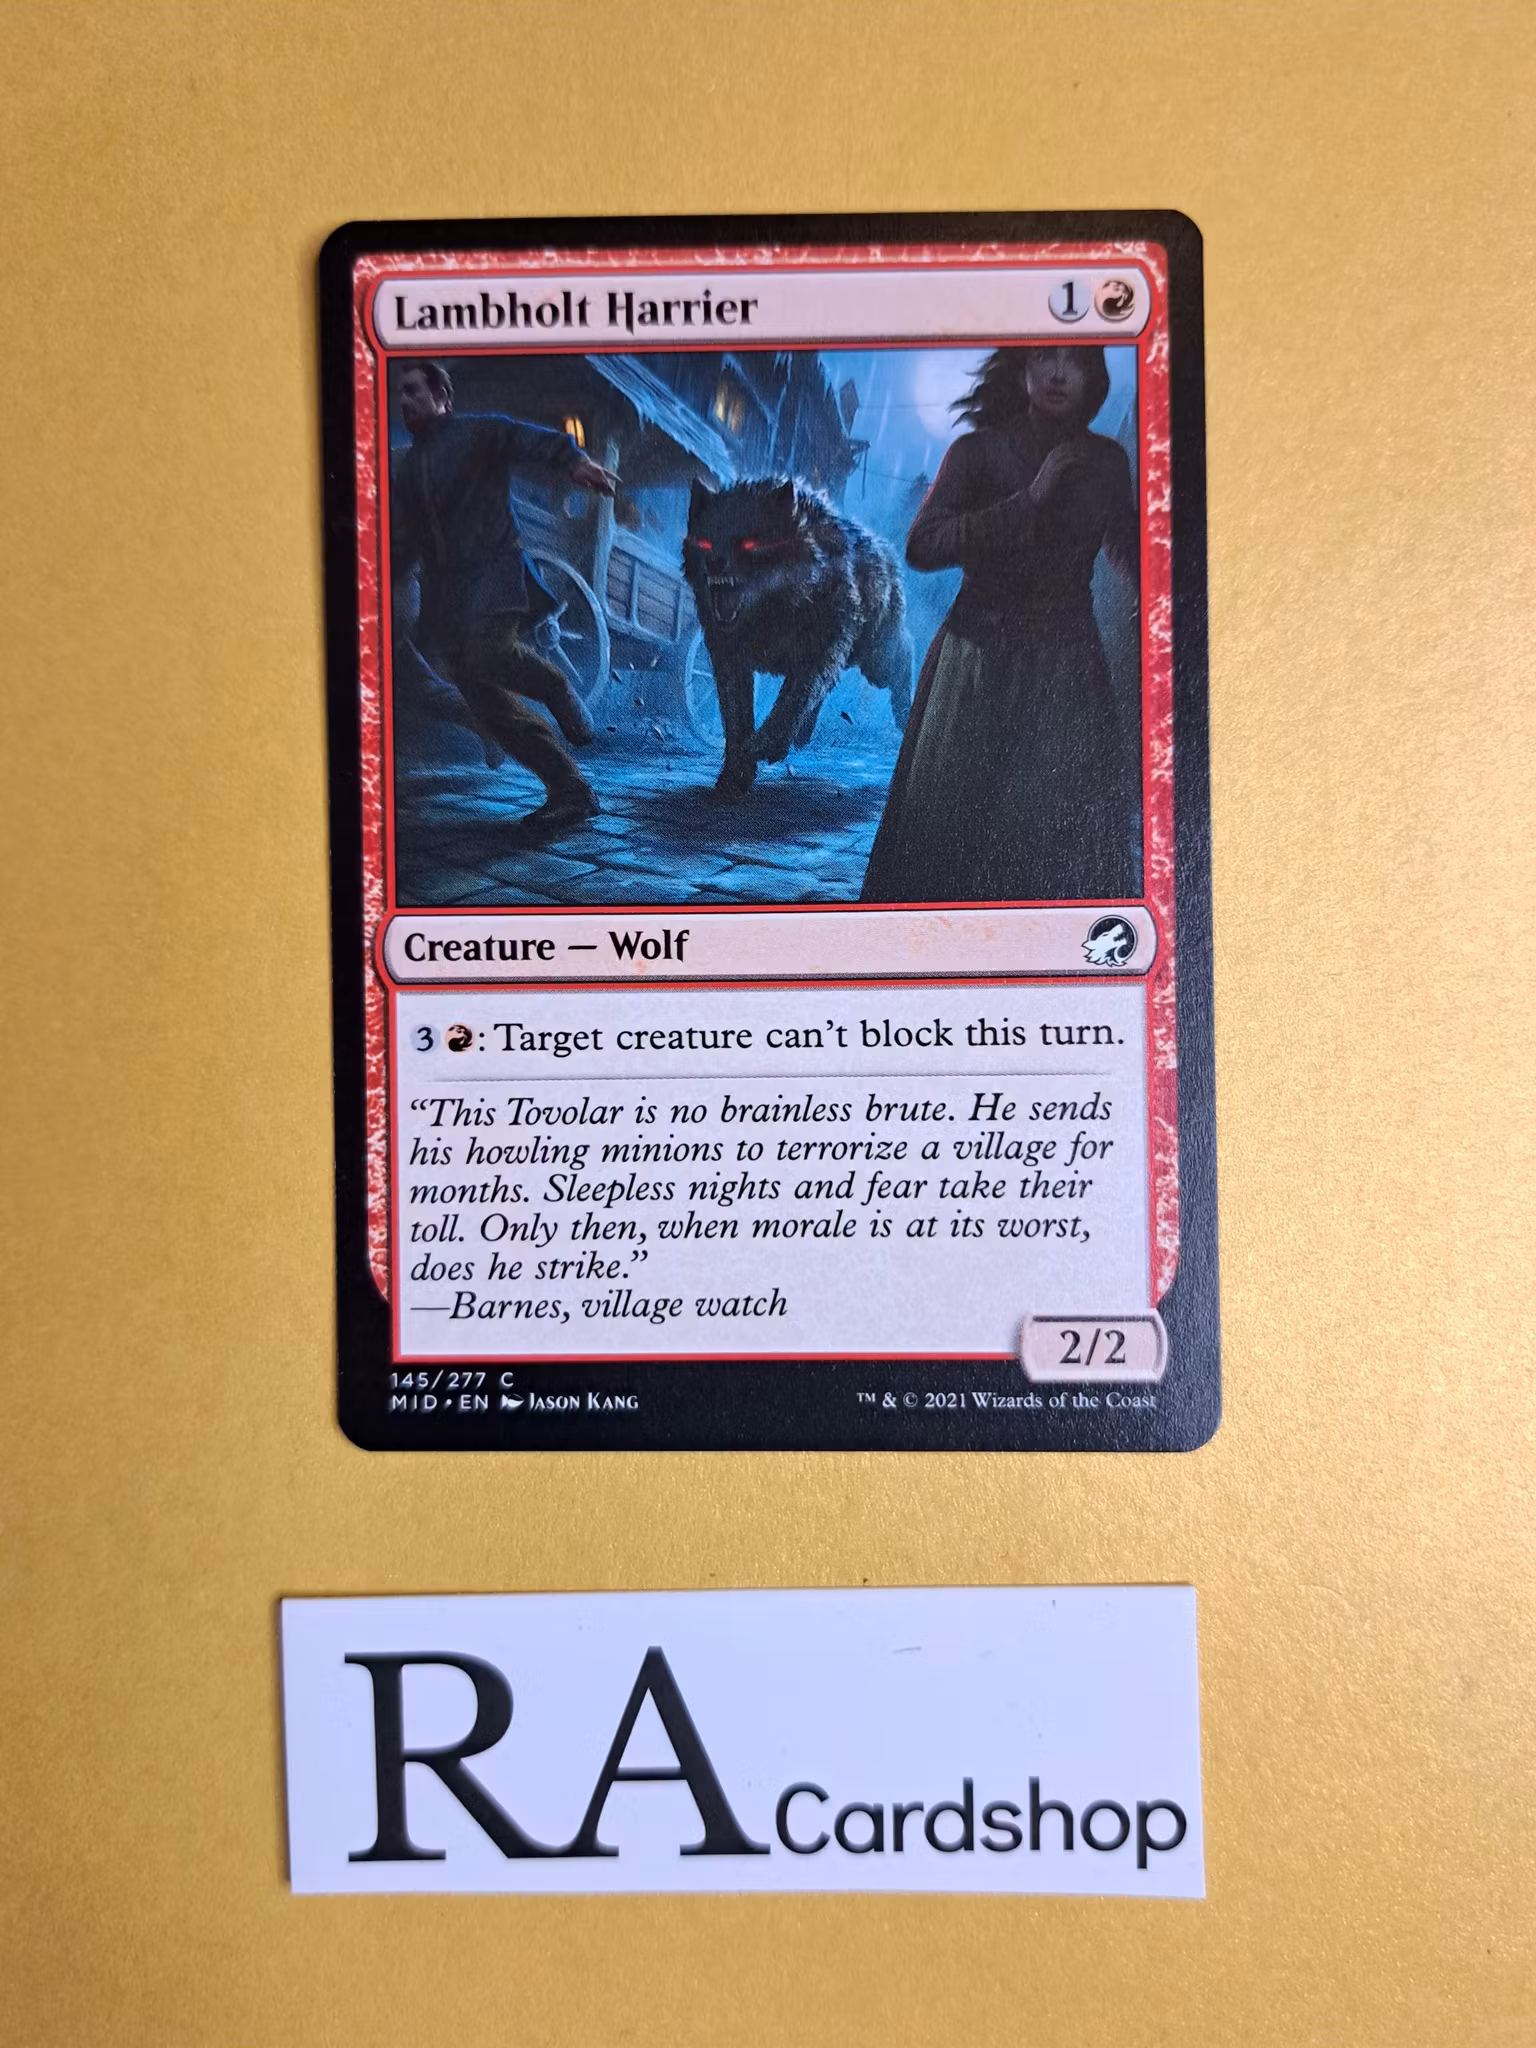 Lambholt Harrier 1
Creature — Wolf
3 : Target creature can't block this turn.
“This Tovolar is no brainless brute. He sends
his howling minions to terrorize a village for
months. Sleepless nights and fear take their
toll. Only then, when morale is at its worst,
does he strike.”
—Barnes, village watch
2/2
145/277 C
MID • EN Jason Kang
™ & © 2021 Wizards of the Coast
RA Cardshop